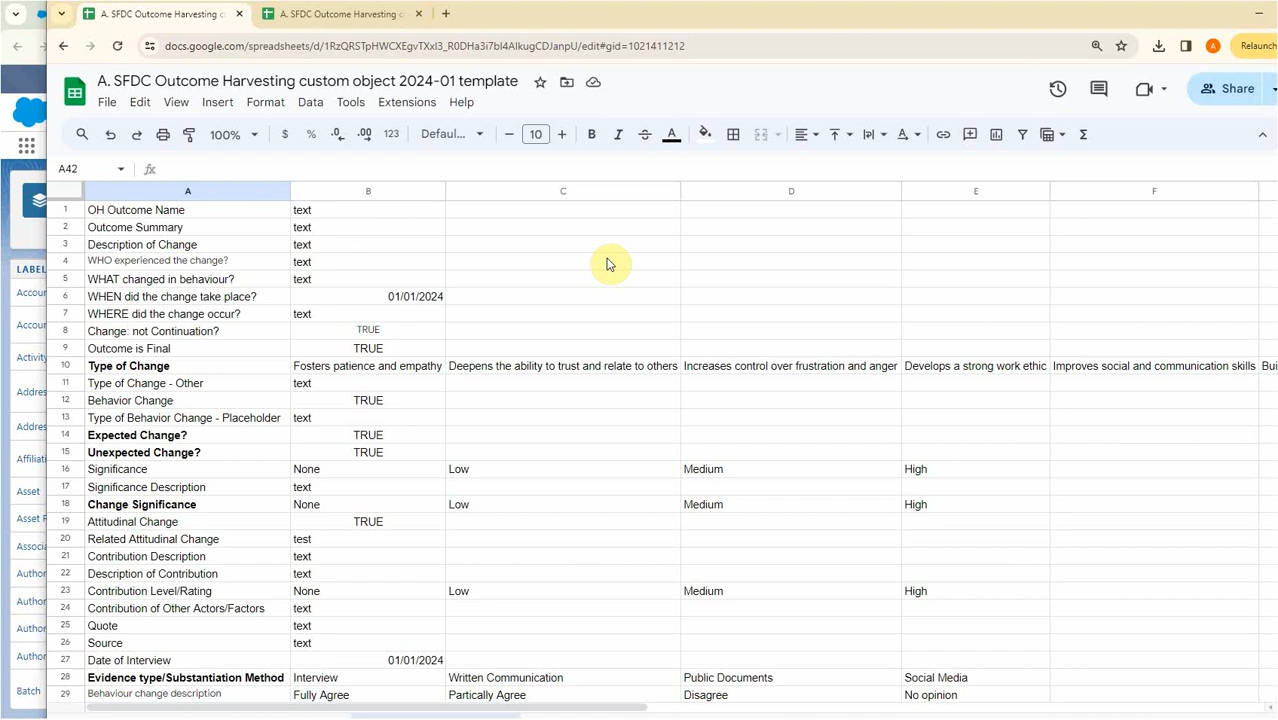 A. SFDC Outcome Harvesting c
A. SFDC Outcome Harvesting custo
docs.google.com/spreadsheets/d/1RzQRSTpHWCXEgvTXxl3_R0DHa3i7bl4AlkugCDJanpU/edit#gid=1021411212
A
Relaunch
A. SFDC Outcome Harvesting custom object 2024-01 template
File Edit View Insert Format Data Tools Extensions Help
Share
100% $ % .0 .00 123 Defaul... 10 B I S A
A42 fx
A B C D E F
1 OH Outcome Name text
2 Outcome Summary text
3 Description of Change text
4 WHO experienced the change? text
5 WHAT changed in behaviour? text
6 WHEN did the change take place? 01/01/2024
7 WHERE did the change occur? text
8 Change: not Continuation? TRUE
9 Outcome is Final TRUE
10 Type of Change Fosters patience and empathy Deepens the ability to trust and relate to others Increases control over frustration and anger Develops a strong work ethic Improves social and communication skills Bui
11 Type of Change - Other text
12 Behavior Change TRUE
13 Type of Behavior Change - Placeholder text
14 Expected Change? TRUE
15 Unexpected Change? TRUE
16 Significance None Low Medium High
17 Significance Description text
18 Change Significance None Low Medium High
19 Attitudinal Change TRUE
20 Related Attitudinal Change test
21 Contribution Description text
22 Description of Contribution text
23 Contribution Level/Rating None Low Medium High
24 Contribution of Other Actors/Factors text
25 Quote text
26 Source text
27 Date of Interview 01/01/2024
28 Evidence type/Substantiation Method Interview Written Communication Public Documents Social Media
29 Behaviour change description Fully Agree Partically Agree Disagree No opinion
LABEL
Accou
Accou
Activity
Addres
Addres
Affiliati
Asset
Asset R
Associa
Author
Author
Author
Author
Batch